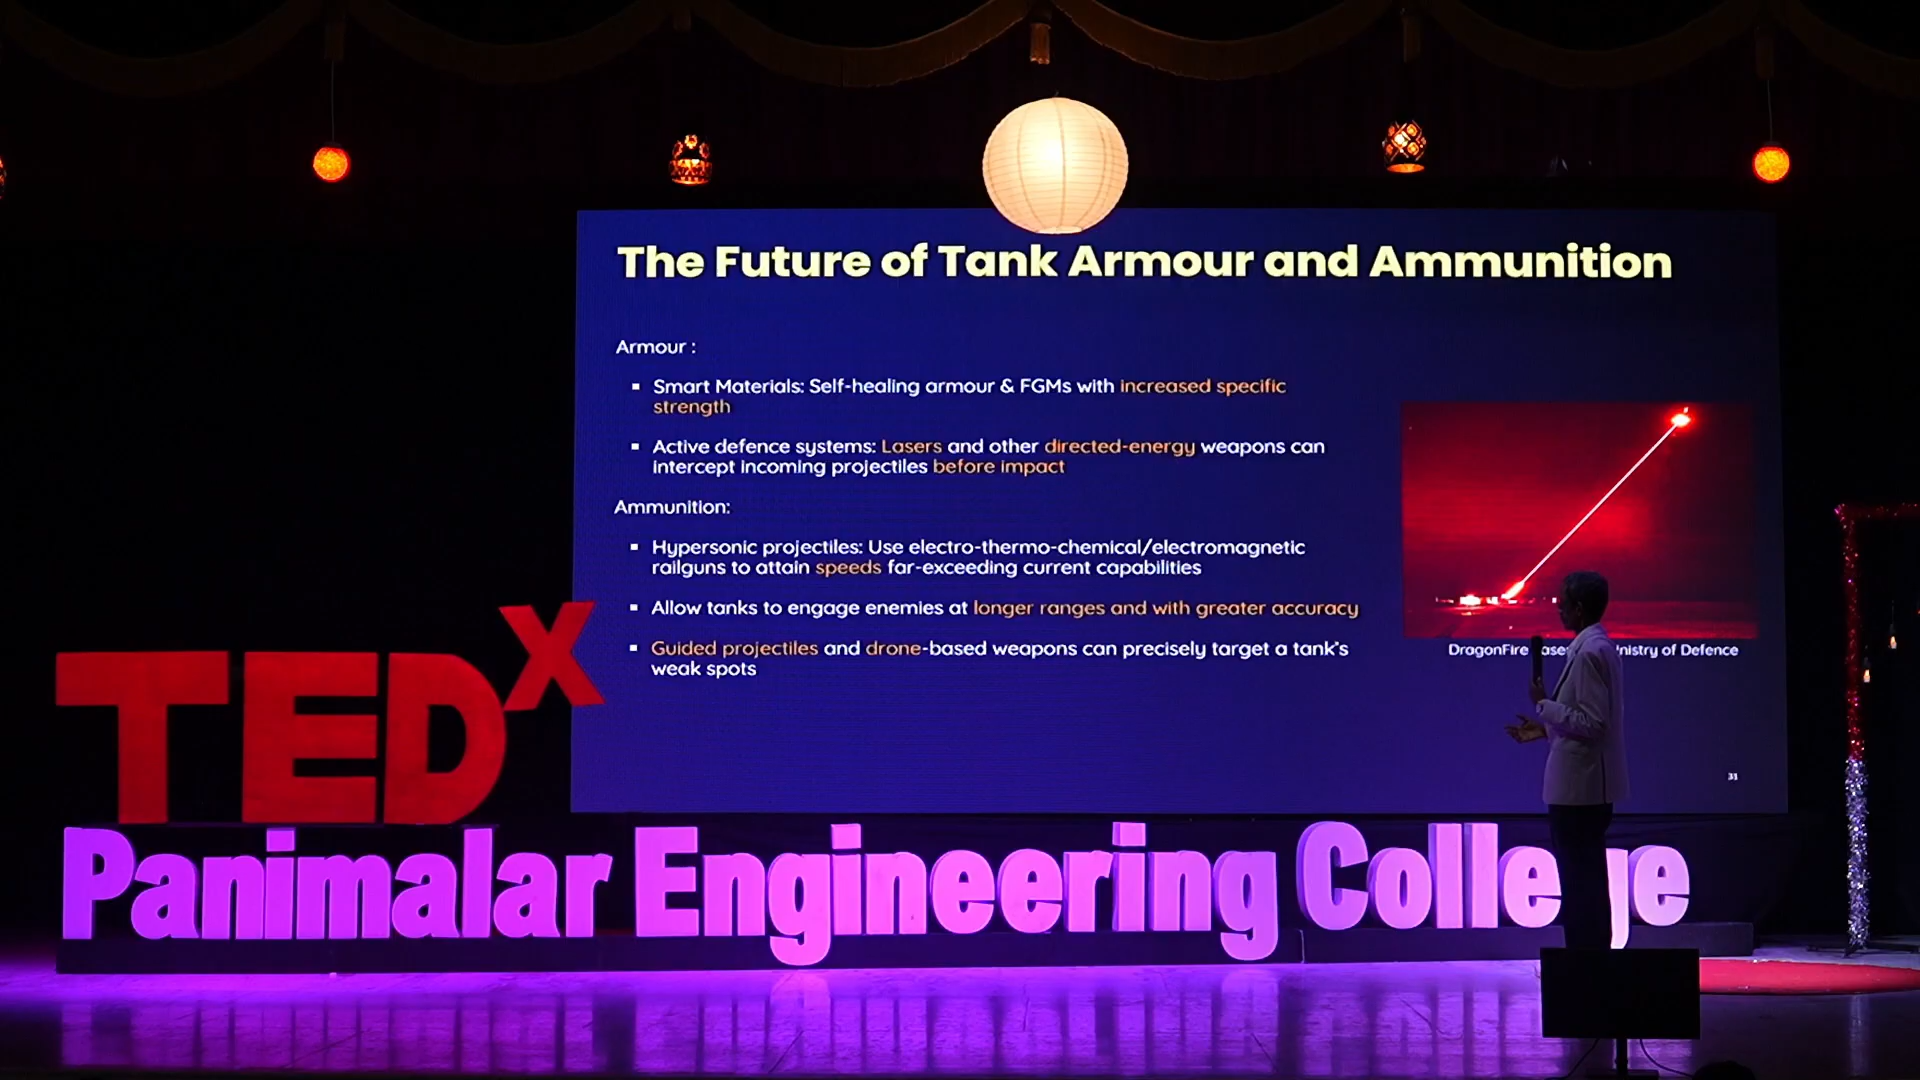 The Future of Tank Armour and Ammunition
Armour :
▪ Smart Materials: Self-healing armour & FGMs with increased specific
strength
▪ Active defence systems: Lasers and other directed-energy weapons can
intercept incoming projectiles before impact
Ammunition:
▪ Hypersonic projectiles: Use electro-thermo-chemical/electromagnetic
railguns to attain speeds far-exceeding current capabilities
▪ Allow tanks to engage enemies at longer ranges and with greater accuracy
▪ Guided projectiles and drone-based weapons can precisely target a tank's
weak spots
DragonFire of Defence
31
TEDx
Panimalar Engineering College